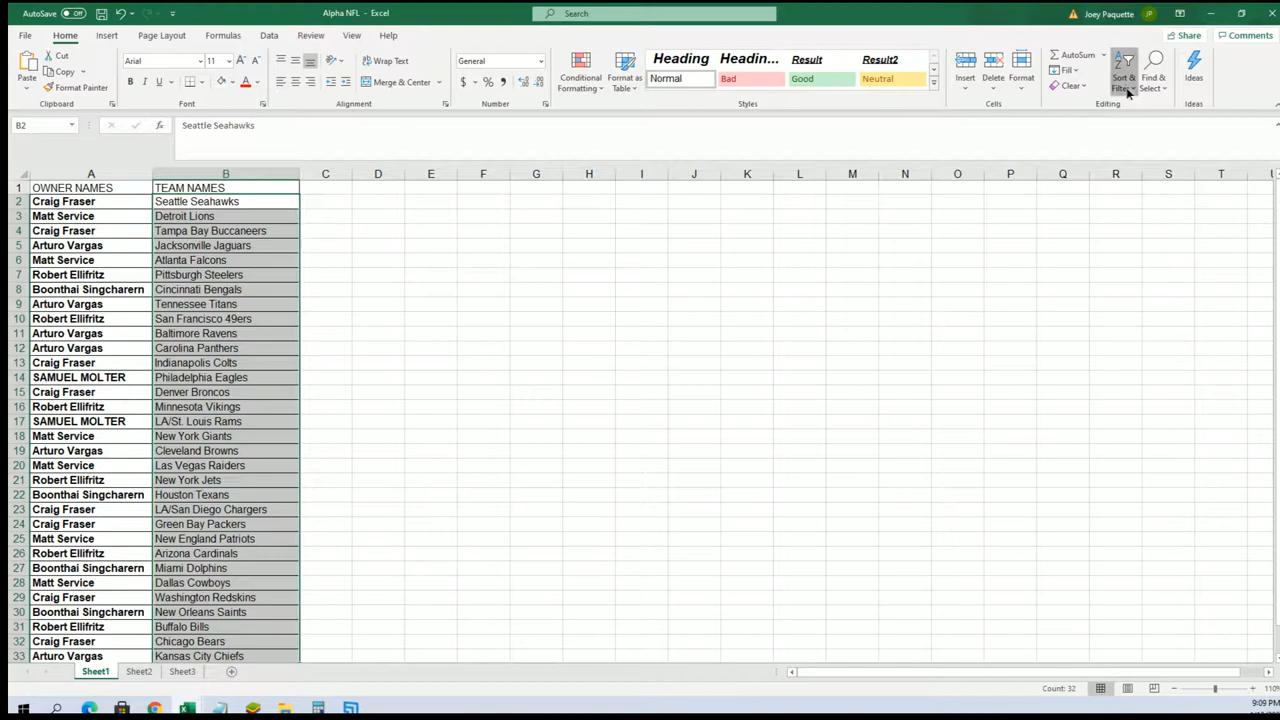 AutoSave Off
Alpha NFL - Excel
Search
Joey Paquette JP
File Home Insert Page Layout Formulas Data Review View Help
Share Comments
Paste Cut Copy Format Painter
Clipboard
Arial 11 A A
B I U A
Font
Wrap Text
Merge & Center
Alignment
General
$ % 9
Number
Conditional Formatting
Format as Table
Heading Headin... Result Result2
Normal Bad Good Neutral
Styles
Insert Delete Format
Cells
AutoSum
Fill
Clear
Sort & Filter
Find & Select
Editing
Ideas
Ideas
B2 fx Seattle Seahawks
A B C D E F G H I J K L M N O P Q R S T
1 OWNER NAMES TEAM NAMES
2 Craig Fraser Seattle Seahawks
3 Matt Service Detroit Lions
4 Craig Fraser Tampa Bay Buccaneers
5 Arturo Vargas Jacksonville Jaguars
6 Matt Service Atlanta Falcons
7 Robert Ellifritz Pittsburgh Steelers
8 Boonthai Singcharern Cincinnati Bengals
9 Arturo Vargas Tennessee Titans
10 Robert Ellifritz San Francisco 49ers
11 Arturo Vargas Baltimore Ravens
12 Arturo Vargas Carolina Panthers
13 Craig Fraser Indianapolis Colts
14 SAMUEL MOLTER Philadelphia Eagles
15 Craig Fraser Denver Broncos
16 Robert Ellifritz Minnesota Vikings
17 SAMUEL MOLTER LA/St. Louis Rams
18 Matt Service New York Giants
19 Arturo Vargas Cleveland Browns
20 Matt Service Las Vegas Raiders
21 Robert Ellifritz New York Jets
22 Boonthai Singcharern Houston Texans
23 Craig Fraser LA/San Diego Chargers
24 Craig Fraser Green Bay Packers
25 Matt Service New England Patriots
26 Robert Ellifritz Arizona Cardinals
27 Boonthai Singcharern Miami Dolphins
28 Matt Service Dallas Cowboys
29 Craig Fraser Washington Redskins
30 Boonthai Singcharern New Orleans Saints
31 Robert Ellifritz Buffalo Bills
32 Craig Fraser Chicago Bears
33 Arturo Vargas Kansas City Chiefs
Sheet1 Sheet2 Sheet3
Count: 32
110%
9:09 PM